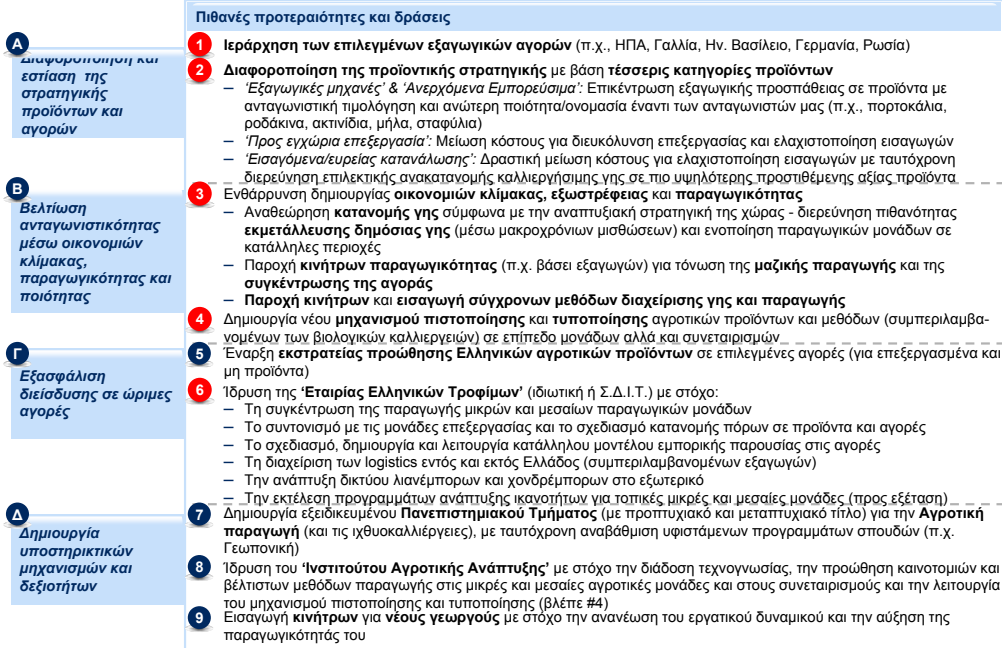 Πιθανές προτεραιότητες και δράσεις
Α
Διαφοροποίηση και
εστίαση της
στρατηγικής
προϊόντων και
αγορών
1 Ιεράρχηση των επιλεγμένων εξαγωγικών αγορών (π.χ., ΗΠΑ, Γαλλία, Ην. Βασίλειο, Γερμανία, Ρωσία)
2 Διαφοροποίηση της προϊοντικής στρατηγικής με βάση τέσσερις κατηγορίες προϊόντων
– 'Εξαγωγικές μηχανές' & 'Ανερχόμενα Εμπορεύσιμα': Επικέντρωση εξαγωγικής προσπάθειας σε προϊόντα με
ανταγωνιστική τιμολόγηση και ανώτερη ποιότητα/ονομασία έναντι των ανταγωνιστών μας (π.χ., πορτοκάλια,
ροδάκινα, ακτινίδια, μήλα, σταφύλια)
– 'Προς εγχώρια επεξεργασία': Μείωση κόστους για διευκόλυνση επεξεργασίας και ελαχιστοποίηση εισαγωγών
– 'Εισαγόμενα/ευρείας κατανάλωσης': Δραστική μείωση κόστους για ελαχιστοποίηση εισαγωγών με ταυτόχρονη
διερεύνηση επιλεκτικής ανακατανομής καλλιεργήσιμης γης σε πιο υψηλότερης προστιθέμενης αξίας προϊόντα
Β
Βελτίωση
ανταγωνιστικότητας
μέσω οικονομιών
κλίμακας,
παραγωγικότητας και
ποιότητας
3 Ενθάρρυνση δημιουργίας οικονομιών κλίμακας, εξωστρέφειας και παραγωγικότητας
– Αναθεώρηση κατανομής γης σύμφωνα με την αναπτυξιακή στρατηγική της χώρας - διερεύνηση πιθανότητας
εκμετάλλευσης δημόσιας γης (μέσω μακροχρόνιων μισθώσεων) και ενοποίηση παραγωγικών μονάδων σε
κατάλληλες περιοχές
– Παροχή κινήτρων παραγωγικότητας (π.χ. βάσει εξαγωγών) για τόνωση της μαζικής παραγωγής και της
συγκέντρωσης της αγοράς
– Παροχή κινήτρων και εισαγωγή σύγχρονων μεθόδων διαχείρισης γης και παραγωγής
4 Δημιουργία νέου μηχανισμού πιστοποίησης και τυποποίησης αγροτικών προϊόντων και μεθόδων (συμπεριλαμβα-
νομένων των βιολογικών καλλιεργειών) σε επίπεδο μονάδων αλλά και συνεταιρισμών
Γ
Εξασφάλιση
διείσδυσης σε ώριμες
αγορές
5 Έναρξη εκστρατείας προώθησης Ελληνικών αγροτικών προϊόντων σε επιλεγμένες αγορές (για επεξεργασμένα και
μη προϊόντα)
6 Ίδρυση της 'Εταιρίας Ελληνικών Τροφίμων' (ιδιωτική ή Σ.Δ.Ι.Τ.) με στόχο:
– Τη συγκέντρωση της παραγωγής μικρών και μεσαίων παραγωγικών μονάδων
– Το συντονισμό με τις μονάδες επεξεργασίας και το σχεδιασμό κατανομής πόρων σε προϊόντα και αγορές
– Το σχεδιασμό, δημιουργία και λειτουργία κατάλληλου μοντέλου εμπορικής παρουσίας στις αγορές
– Τη διαχείριση των logistics εντός και εκτός Ελλάδος (συμπεριλαμβανομένων εξαγωγών)
– Την ανάπτυξη δικτύου λιανέμπορων και χονδρέμπορων στο εξωτερικό
– Την εκτέλεση προγραμμάτων ανάπτυξης ικανοτήτων για τοπικές μικρές και μεσαίες μονάδες (προς εξέταση)
Δ
Δημιουργία
υποστηρικτικών
μηχανισμών και
δεξιοτήτων
7 Δημιουργία εξειδικευμένου Πανεπιστημιακού Τμήματος (με προπτυχιακό και μεταπτυχιακό τίτλο) για την Αγροτική
παραγωγή (και τις ιχθυοκαλλιέργειες), με ταυτόχρονη αναβάθμιση υφιστάμενων προγραμμάτων σπουδών (π.χ.
Γεωπονική)
8 Ίδρυση του 'Ινστιτούτου Αγροτικής Ανάπτυξης' με στόχο την διάδοση τεχνογνωσίας, την προώθηση καινοτομιών και
βέλτιστων μεθόδων παραγωγής στις μικρές και μεσαίες αγροτικές μονάδες και στους συνεταιρισμούς και την λειτουργία
του μηχανισμού πιστοποίησης και τυποποίησης (βλέπε #4)
9 Εισαγωγή κινήτρων για νέους γεωργούς με στόχο την ανανέωση του εργατικού δυναμικού και την αύξηση της
παραγωγικότητάς του